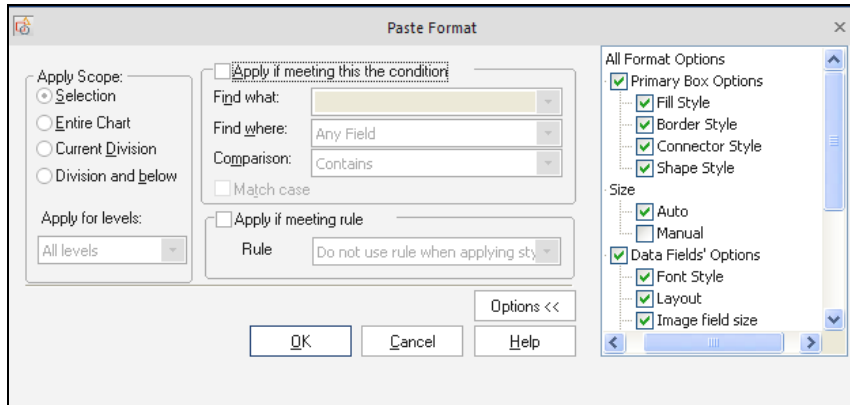 Paste Format
Apply Scope:
Selection
Entire Chart
Current Division
Division and below
Apply for levels:
All levels
Apply if meeting this the condition
Find what:
Find where:
Any Field
Comparison:
Contains
Match case
Apply if meeting rule
Rule
Do not use rule when applying sty
Options <<
OK
Cancel
Help
All Format Options
Primary Box Options
Fill Style
Border Style
Connector Style
Shape Style
Size
Auto
Manual
Data Fields' Options
Font Style
Layout
Image field size